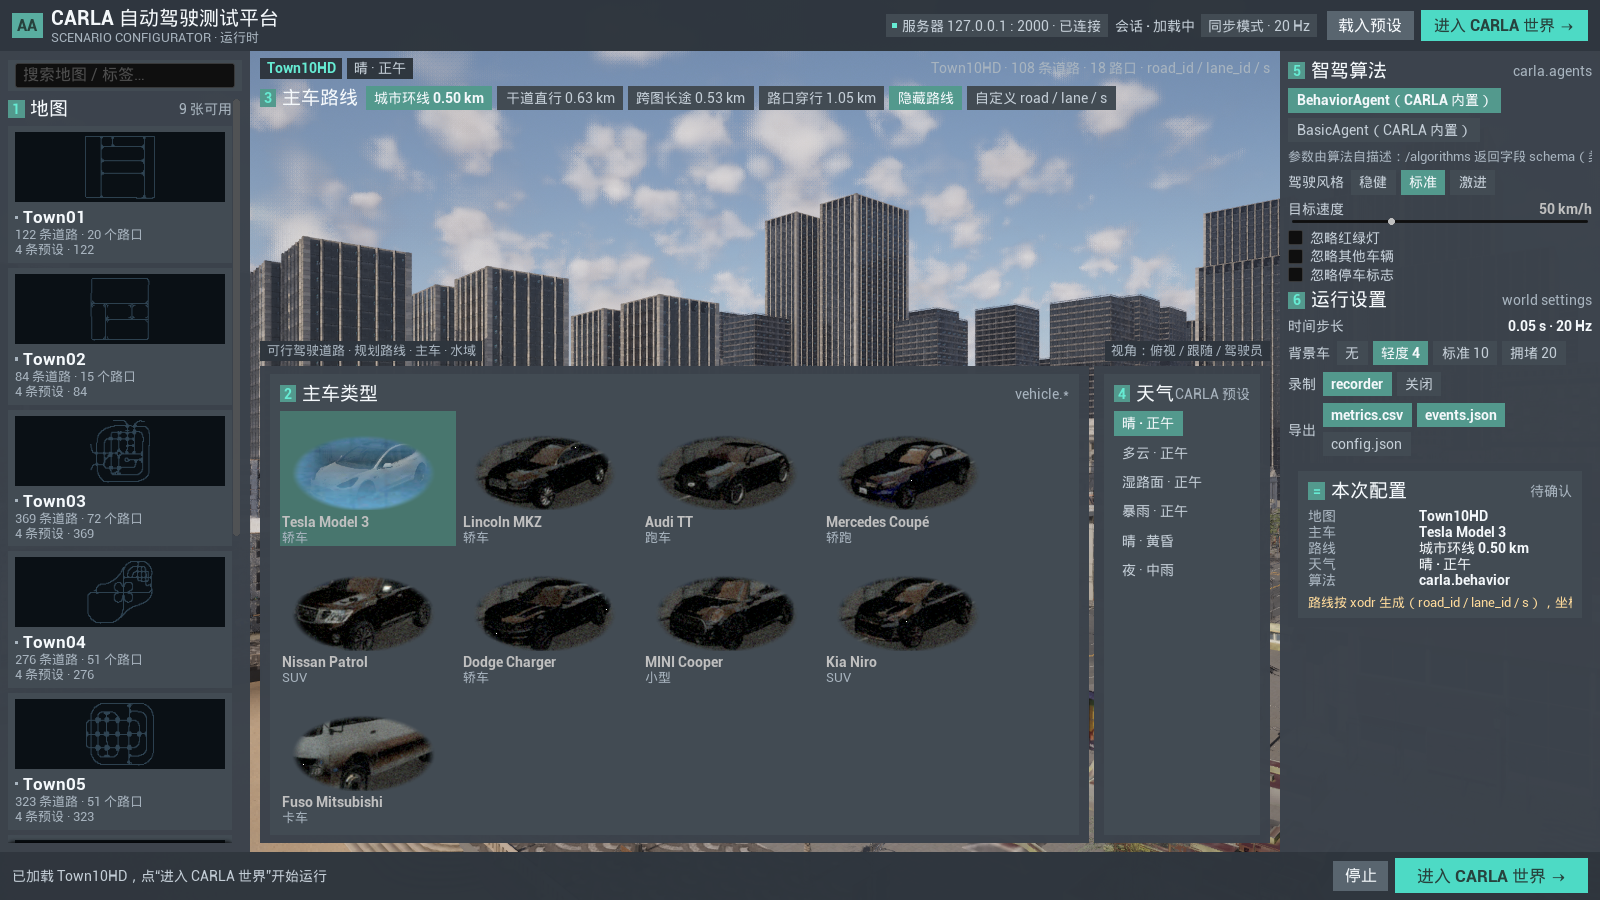 AA
CARLA 自动驾驶测试平台
SCENARIO CONFIGURATOR · 运行时
服务器 127.0.0.1 : 2000 · 已连接
会话 · 加载中
同步模式 · 20 Hz
载入预设
进入 CARLA 世界 →
搜索地图 / 标签...
1 地图
9 张可用
Town01
122 条道路 · 20 个路口
4 条预设 · 122
Town02
84 条道路 · 15 个路口
4 条预设 · 84
Town03
369 条道路 · 72 个路口
4 条预设 · 369
Town04
276 条道路 · 51 个路口
4 条预设 · 276
Town05
323 条道路 · 51 个路口
4 条预设 · 323
Town10HD
晴 · 正午
Town10HD · 108 条道路 · 18 路口 · road_id / lane_id / s
3 主车路线
城市环线 0.50 km
干道直行 0.63 km
跨图长途 0.53 km
路口穿行 1.05 km
隐藏路线
自定义 road / lane / s
可行驾驶道路 · 规划路线 · 主车 · 水域
视角 : 俯视 / 跟随 / 驾驶员
2 主车类型
vehicle.*
Tesla Model 3
轿车
Lincoln MKZ
轿车
Audi TT
跑车
Mercedes Coupé
轿跑
Nissan Patrol
SUV
Dodge Charger
轿车
MINI Cooper
小型
Kia Niro
SUV
Fuso Mitsubishi
卡车
4 天气
CARLA 预设
晴 · 正午
多云 · 正午
湿路面 · 正午
暴雨 · 正午
晴 · 黄昏
夜 · 中雨
5 智驾算法
carla.agents
BehaviorAgent ( CARLA 内置 )
BasicAgent ( CARLA 内置 )
参数由算法自描述 : /algorithms 返回字段 schema (
驾驶风格
稳健
标准
激进
目标速度
50 km/h
忽略红绿灯
忽略其他车辆
忽略停车标志
6 运行设置
world settings
时间步长
0.05 s · 20 Hz
背景车
无
轻度 4
标准 10
拥堵 20
录制
recorder
关闭
导出
metrics.csv
events.json
config.json
= 本次配置
待确认
地图 Town10HD
主车 Tesla Model 3
路线 城市环线 0.50 km
天气 晴 · 正午
算法 carla.behavior
路线按 xodr 生成 ( road_id / lane_id / s ) , 坐
已加载 Town10HD , 点“进入 CARLA 世界”开始运行
停止
进入 CARLA 世界 →